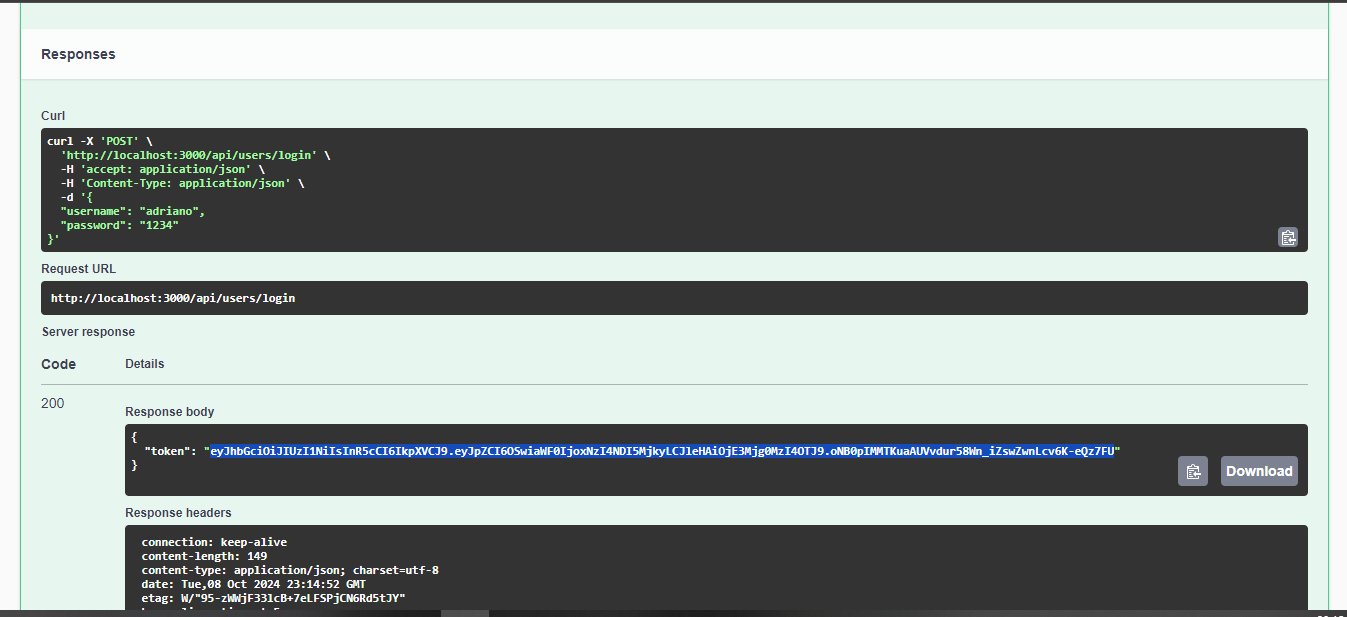 Responses
Curl
curl -X 'POST' \
'http://localhost:3000/api/users/login' \
-H 'accept: application/json' \
-H 'Content-Type: application/json' \
-d '{
"username": "adriano",
"password": "1234"
}'
Request URL
http://localhost:3000/api/users/login
Server response
Code Details
200
Response body
{
"token": "eyJhbGciOiJIUzI1NiIsInR5cCI6IkpXVCJ9.eyJpZCI6OSwiaWF0IjoxNzI4NDI5MjkyLCJleHAiOjE3Mjg0MzI4OTJ9.oNB0pIMMTKuaAUVvdur58Wn_iZswZwnLcv6K-eQz7FU"
}
Download
Response headers
connection: keep-alive
content-length: 149
content-type: application/json; charset=utf-8
date: Tue,08 Oct 2024 23:14:52 GMT
etag: W/"95-zWWjF33lcB+7eLFSPjCN6Rd5tJY"